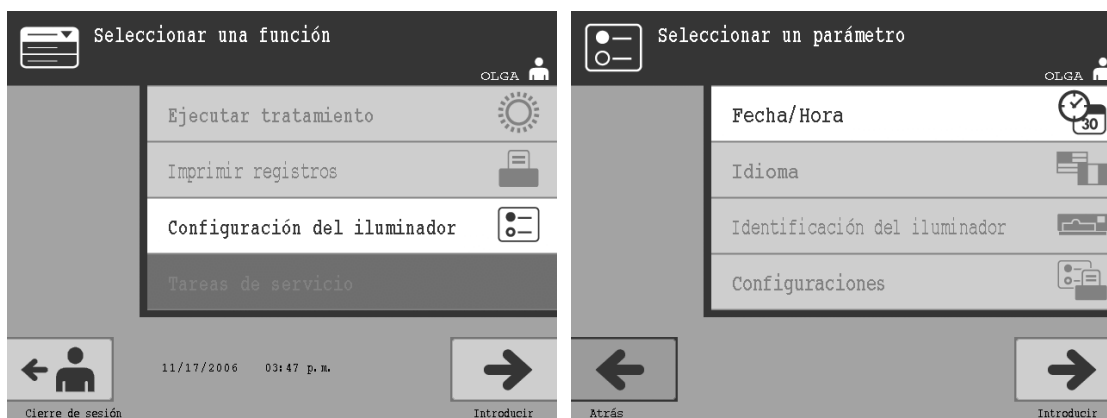 Seleccionar una función
OLGA
Ejecutar tratamiento
Imprimir registros
Configuración del iluminador
Tareas de servicio
11/17/2006 03:47 p.m.
Cierre de sesión
Introducir
Seleccionar un parámetro
OLGA
Fecha/Hora
30
Idioma
Identificación del iluminador
Configuraciones
Atrás
Introducir